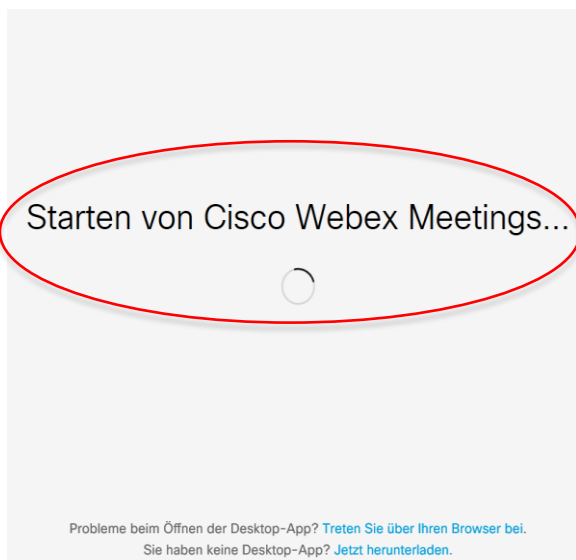 Starten von Cisco Webex Meetings...
Probleme beim Öffnen der Desktop-App? Treten Sie über Ihren Browser bei.
Sie haben keine Desktop-App? Jetzt herunterladen.